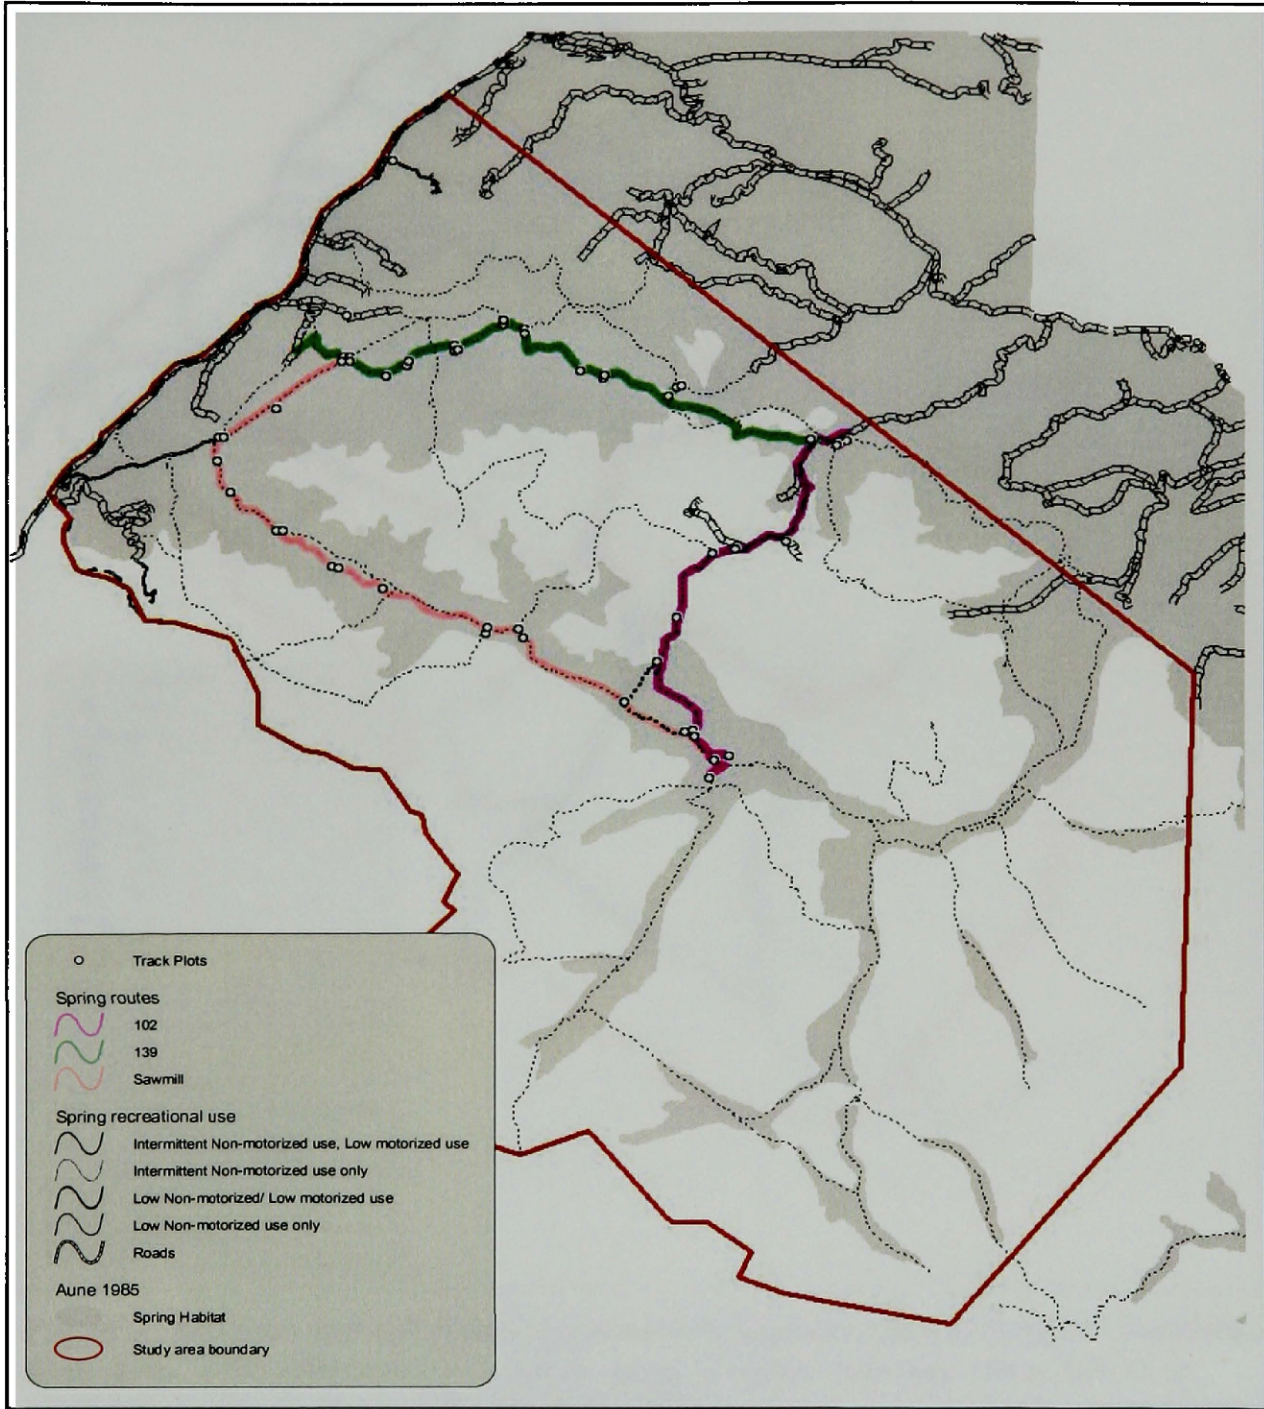 Track Plots
Spring routes
102
139
Sawmill
Spring recreational use
Intermittent Non-motorized use, Low motorized use
Intermittent Non-motorized use only
Low Non-motorized/ Low motorized use
Low Non-motorized use only
Roads
Aune 1985
Spring Habitat
Study area boundary